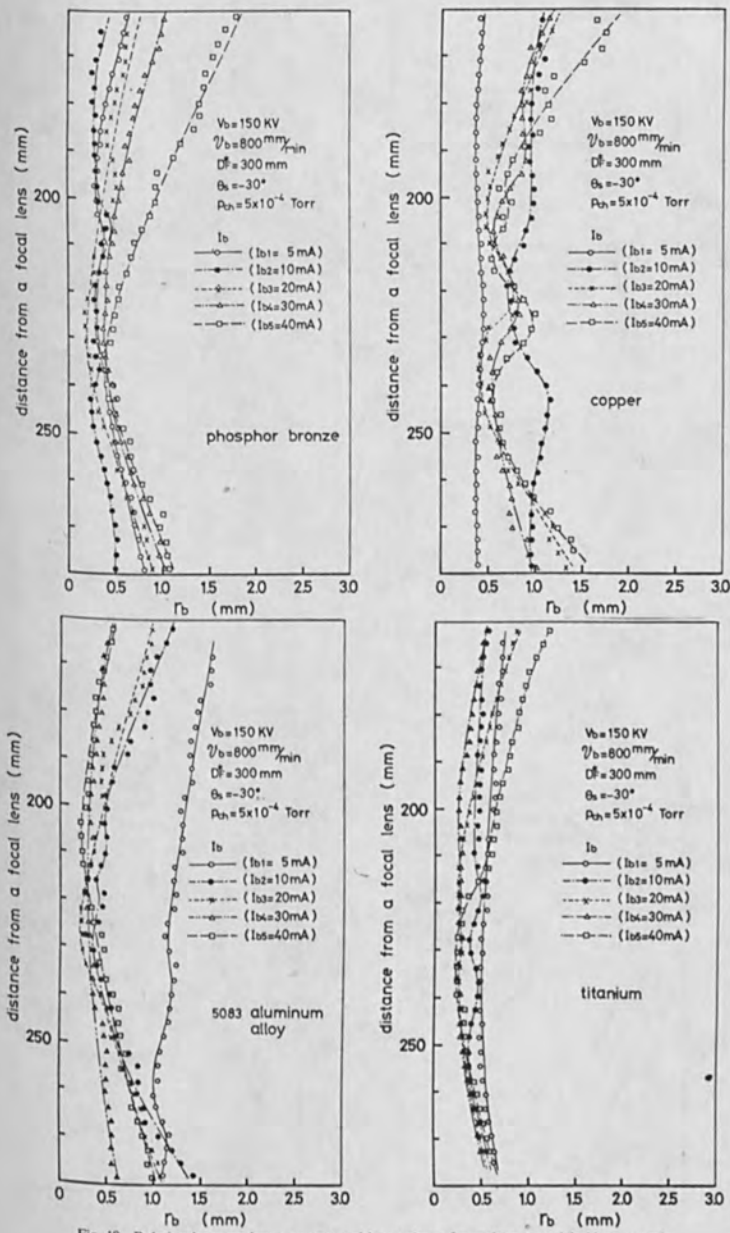 distance from a focal lens (mm)
200
250
Vb=150 KV
vb=800 mm/min
D*f=300 mm
θs=-30°
Pch=5x10⁻⁴ Torr
Ib
(Ib1= 5mA)
(Ib2=10mA)
(Ib3=20mA)
(Ib4=30mA)
(Ib5=40mA)
phosphor bronze
0 0.5 1.0 1.5 2.0 2.5 3.0
rb (mm)
distance from a focal lens (mm)
200
250
Vb=150 KV
vb=800 mm/min
D*f=300 mm
θs=-30°
Pch=5x10⁻⁴ Torr
Ib
(Ib1= 5mA)
(Ib2=10mA)
(Ib3=20mA)
(Ib4=30mA)
(Ib5=40mA)
copper
0 0.5 1.0 1.5 2.0 2.5 3.0
rb (mm)
distance from a focal lens (mm)
200
250
Vb=150 KV
vb=800 mm/min
D*f=300 mm
θs=-30°
Pch=5x10⁻⁴ Torr
Ib
(Ib1= 5mA)
(Ib2=10mA)
(Ib3=20mA)
(Ib4=30mA)
(Ib5=40mA)
5083 aluminum
alloy
0 0.5 1.0 1.5 2.0 2.5 3.0
rb (mm)
distance from a focal lens (mm)
200
250
Vb=150 KV
vb=800 mm/min
D*f=300 mm
θs=-30°
Pch=5x10⁻⁴ Torr
Ib
(Ib1= 5mA)
(Ib2=10mA)
(Ib3=20mA)
(Ib4=30mA)
(Ib5=40mA)
titanium
0 0.5 1.0 1.5 2.0 2.5 3.0
rb (mm)